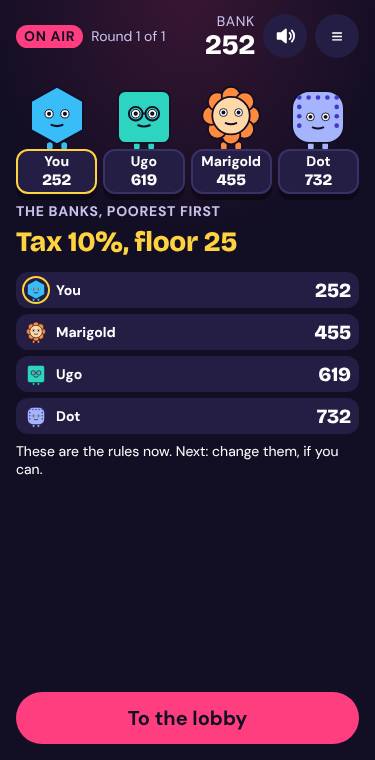 ON AIR
Round 1 of 1
BANK
252
You
252
Ugo
619
Marigold
455
Dot
732
THE BANKS, POOREST FIRST
Tax 10%, floor 25
You 252
Marigold 455
Ugo 619
Dot 732
These are the rules now. Next: change them, if you
can.
To the lobby